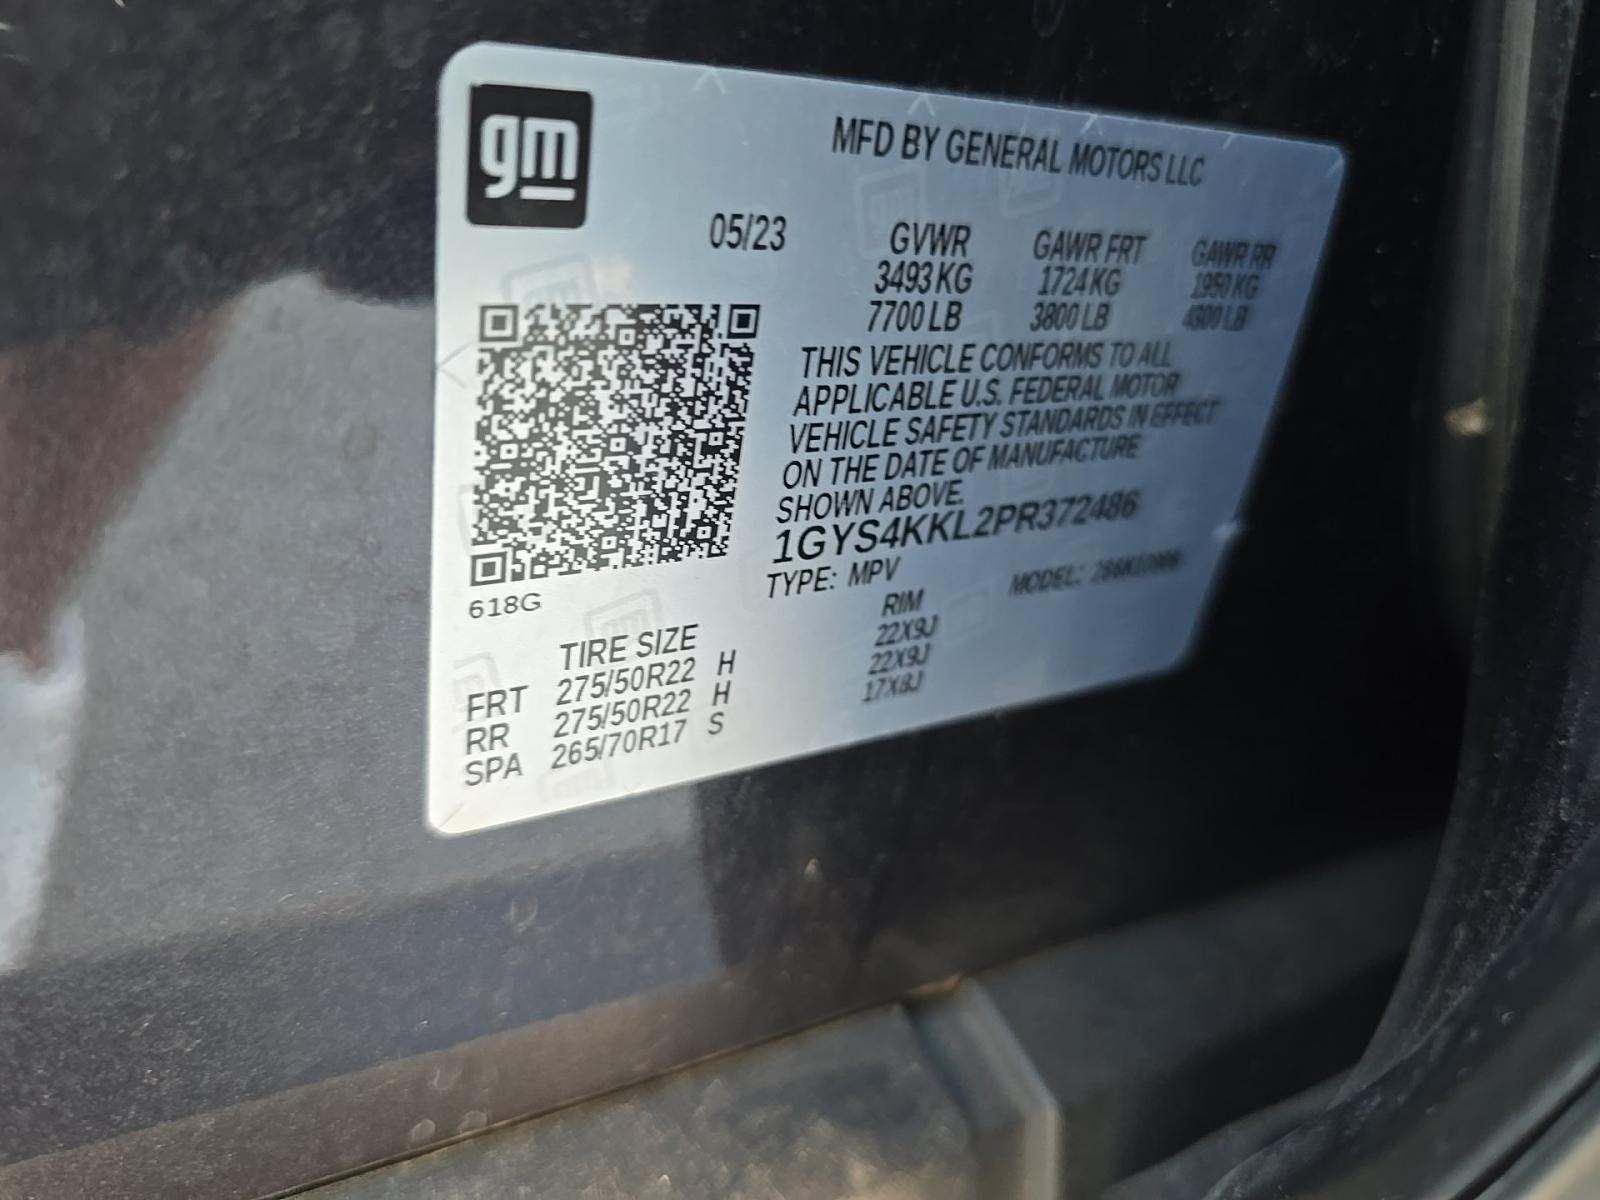 gm
MFD BY GENERAL MOTORS LLC
05/23 GVWR GAWR FRT GAWR RR
3493 KG 1724 KG 1950 KG
7700 LB 3800 LB 4300 LB
THIS VEHICLE CONFORMS TO ALL
APPLICABLE U.S. FEDERAL MOTOR
VEHICLE SAFETY STANDARDS IN EFFECT
ON THE DATE OF MANUFACTURE
SHOWN ABOVE.
1GYS4KKL2PR372486
TYPE: MPV MODEL:
618G
TIRE SIZE RIM
FRT 275/50R22 H 22X9J
RR 275/50R22 H 22X9J
SPA 265/70R17 S 17X8J